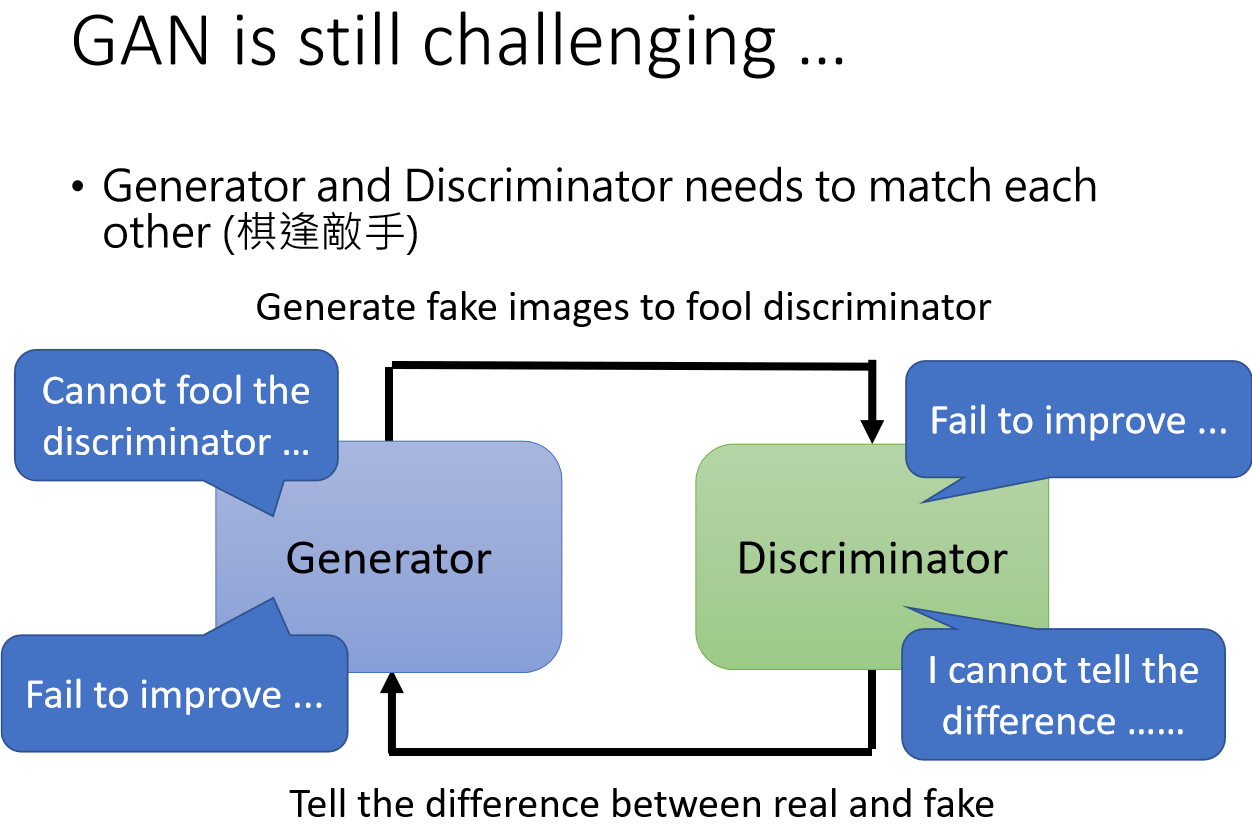 GAN is still challenging …
• Generator and Discriminator needs to match each
other (棋逢敵手)
Generate fake images to fool discriminator
Cannot fool the
discriminator …
Fail to improve ...
Generator
Discriminator
Fail to improve ...
I cannot tell the
difference ……
Tell the difference between real and fake